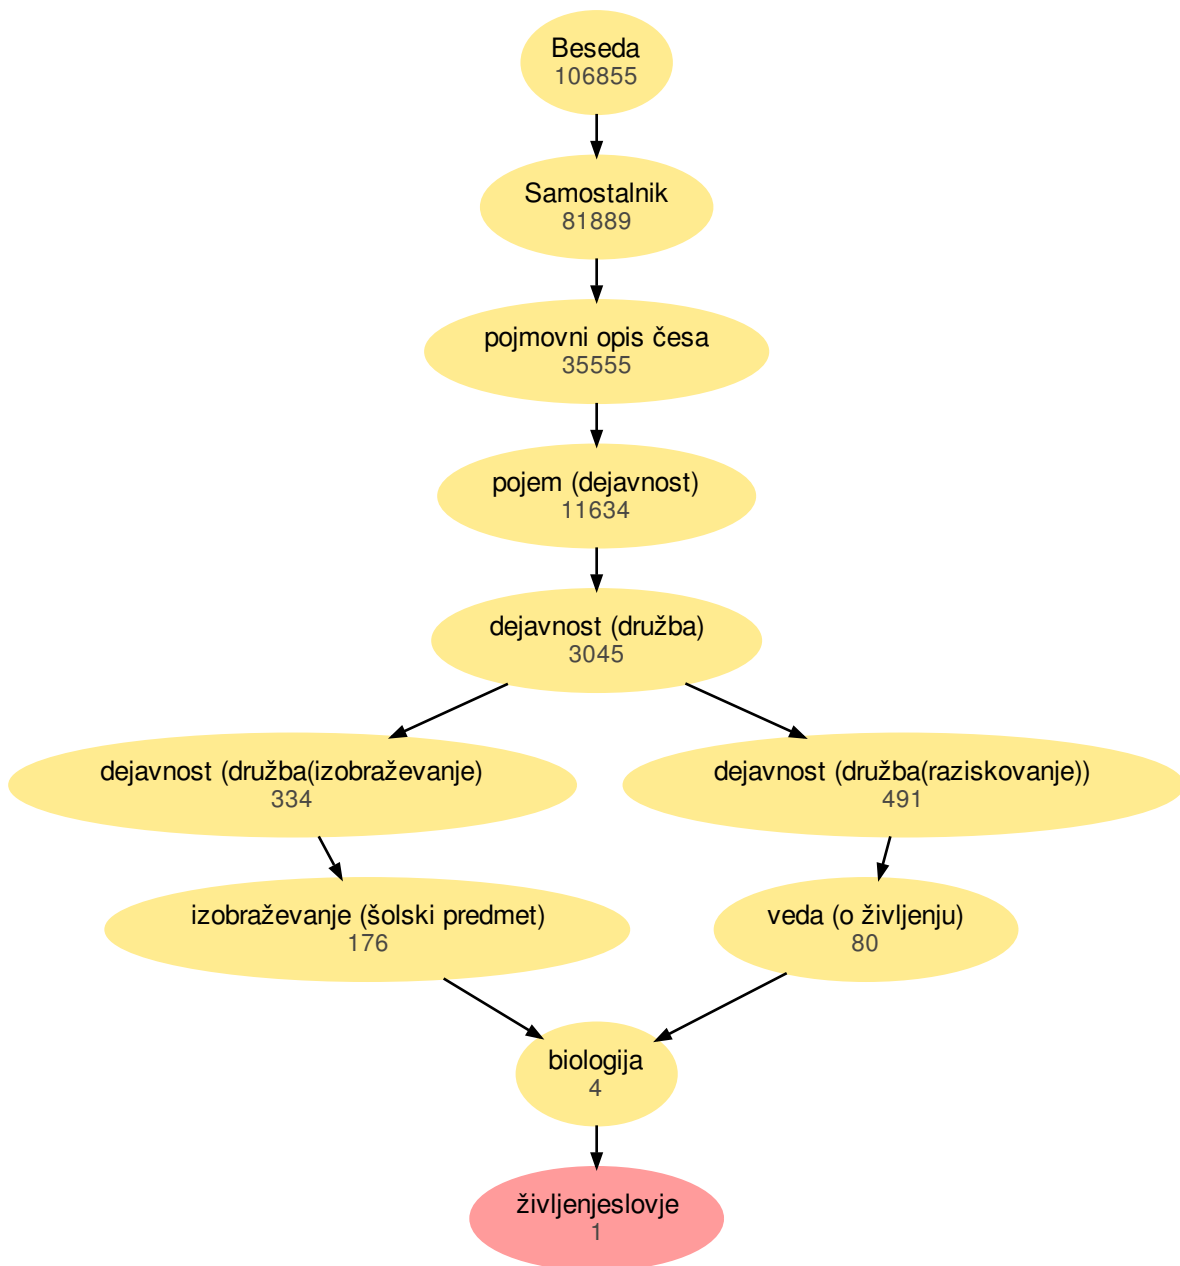 Beseda
106855
Samostalnik
81889
pojmovni opis česa
35555
pojem (dejavnost)
11634
dejavnost (družba)
3045
dejavnost (družba(izobraževanje)
334
dejavnost (družba(raziskovanje))
491
izobraževanje (šolski predmet)
176
veda (o življenju)
80
biologija
4
življenjeslovje
1